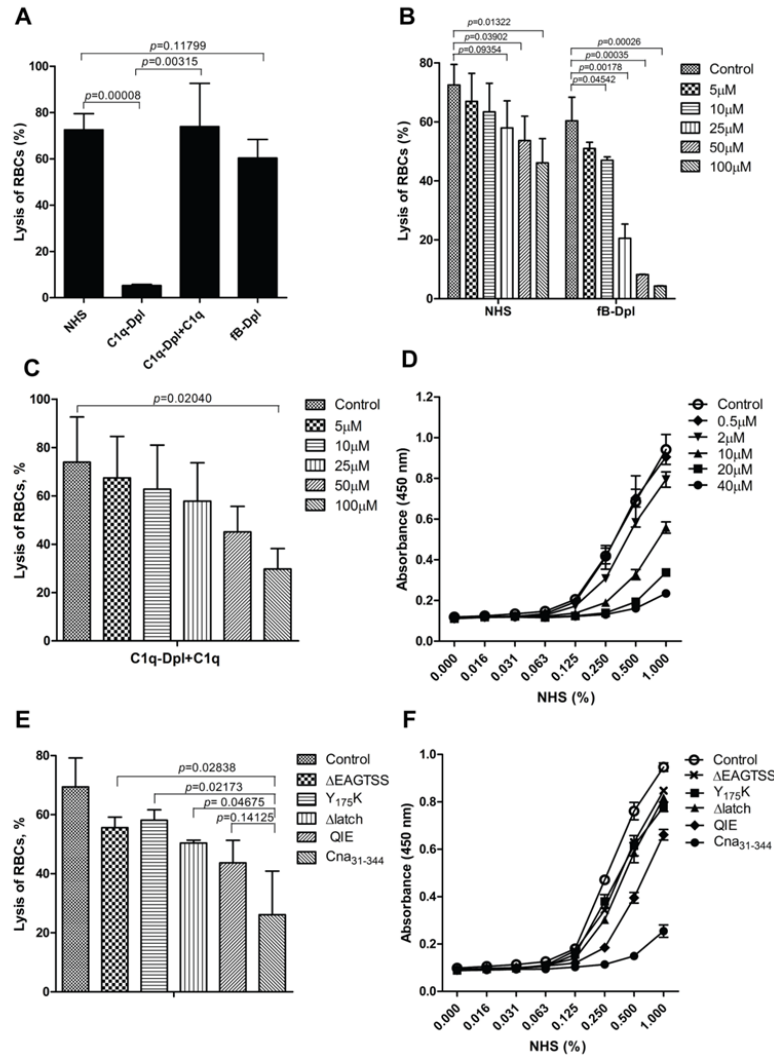 A
p=0.11799
p=0.00315
p=0.00008
Lysis of RBCs (%)
80
60
40
20
0
NHS
C1q-Dpl
C1q-Dpl+C1q
fB-Dpl
B
p=0.01322
p=0.03902
p=0.09354
p=0.00026
p=0.00035
p=0.00178
p=0.04542
Lysis of RBCs (%)
80
60
40
20
0
NHS
fB-Dpl
Control
5μM
10μM
25μM
50μM
100μM
C
p=0.02040
Lysis of RBCs, %
100
80
60
40
20
0
C1q-Dpl+C1q
Control
5μM
10μM
25μM
50μM
100μM
D
Absorbance (450 nm)
1.2
1.0
0.8
0.6
0.4
0.2
0.0
0.000
0.016
0.031
0.063
0.125
0.250
0.500
1.000
NHS (%)
Control
0.5μM
2μM
10μM
20μM
40μM
E
p=0.02838
p=0.02173
p= 0.04675
p=0.14125
Lysis of RBCs, %
80
60
40
20
0
Control
ΔEAGTSS
Y175K
Δlatch
QIE
Cna31-344
F
Absorbance (450 nm)
1.0
0.8
0.6
0.4
0.2
0.0
0.000
0.016
0.031
0.063
0.125
0.250
0.500
1.000
NHS (%)
Control
ΔEAGTSS
Y175K
Δlatch
QIE
Cna31-344